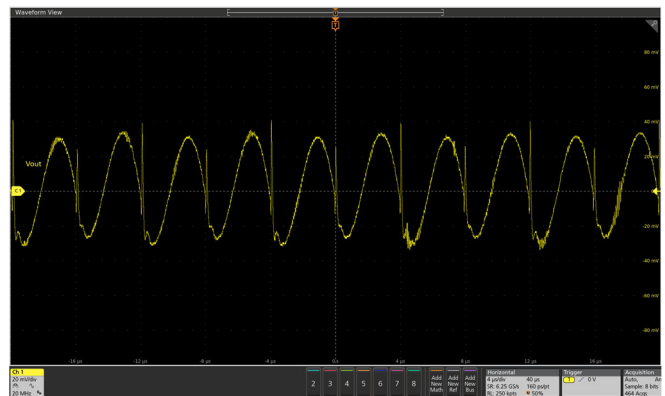 Waveform View
T
80 mV
60 mV
40 mV
20 mV
Vout
C1
-20 mV
-40 mV
-60 mV
-80 mV
-16 µs -12 µs -8 µs -4 µs 0 s 4 µs 8 µs 12 µs 16 µs
Ch 1
20 mV/div
20 MHz
2 3 4 5 6 7 8
Add New Math
Add New Ref
Add New Bus
Horizontal
4 µs/div 40 µs
SR: 6.25 GS/s 160 ps/pt
RL: 250 kpts 50%
Trigger
1 0 V
Acquisition
Auto,
Sample: 8 bits
464 Acqs